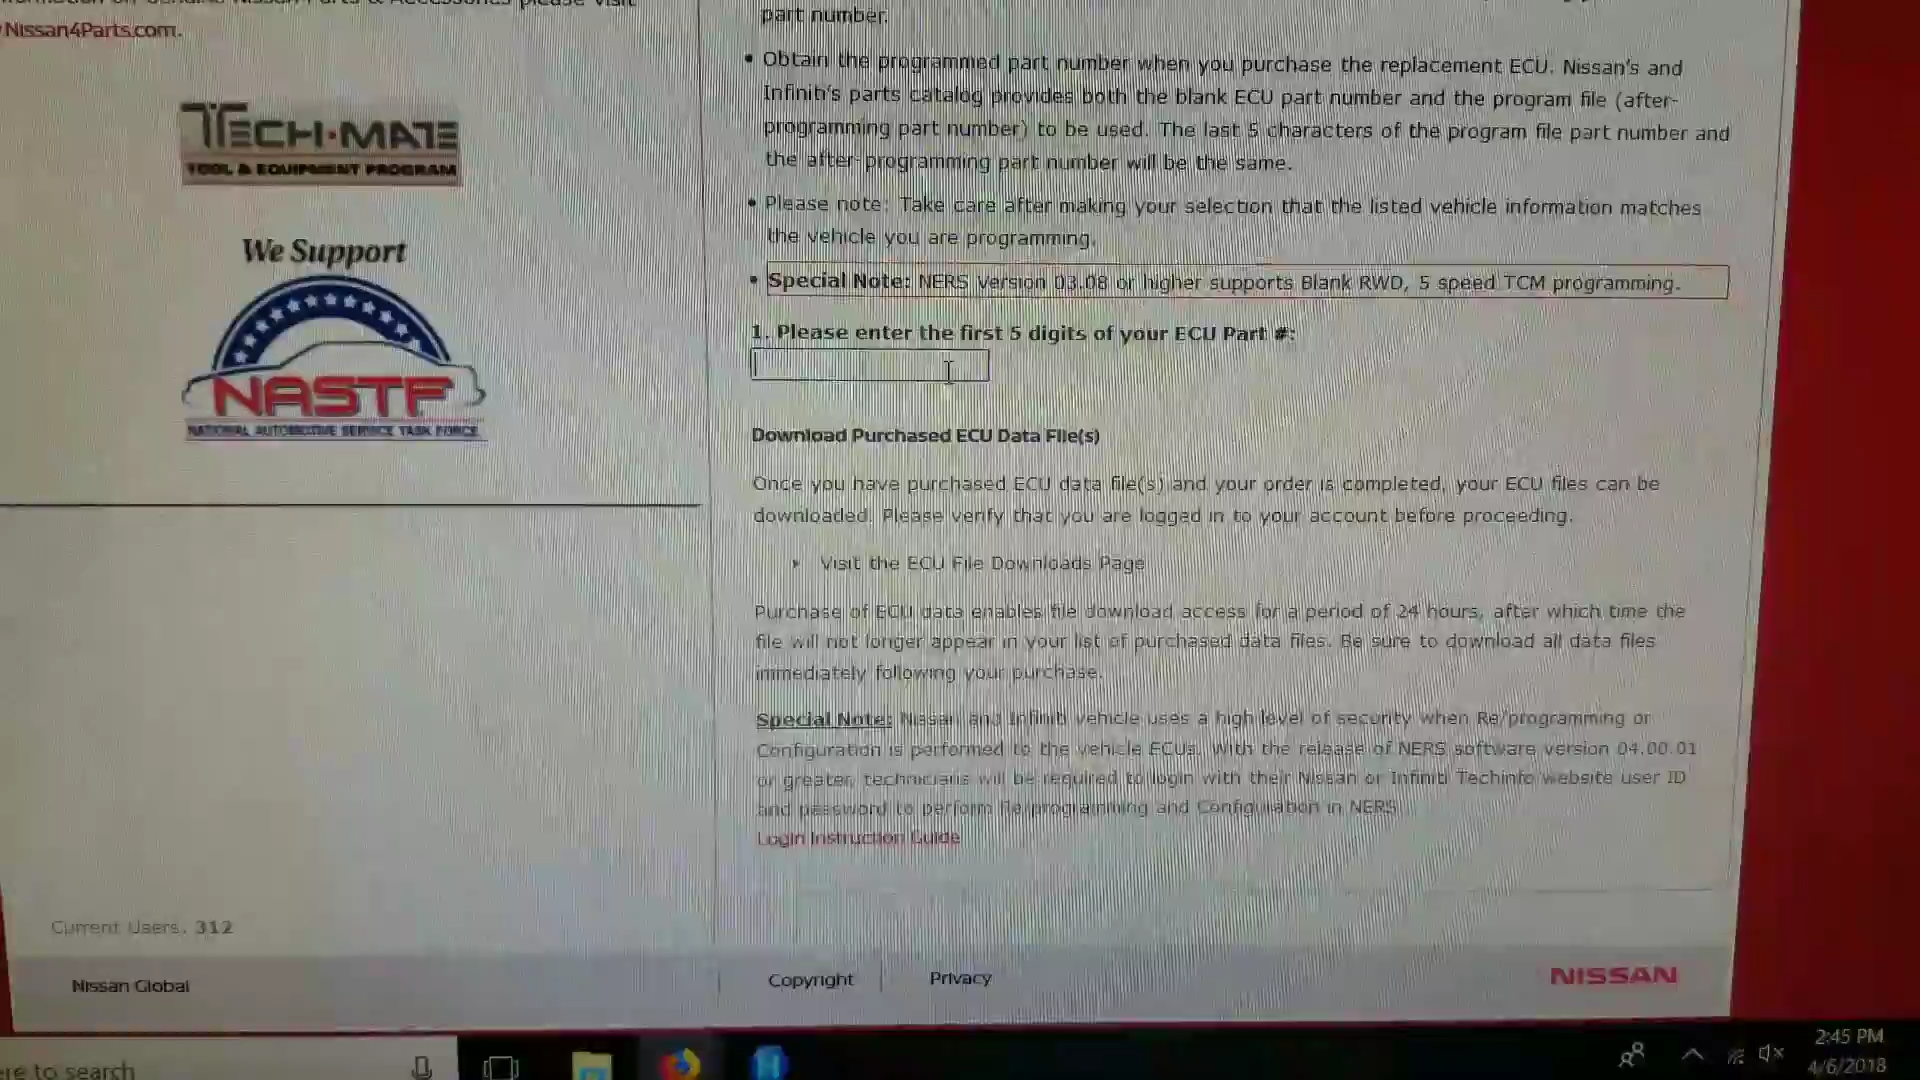 Nissan4Parts.com.
TECH-MATE
TOOL & EQUIPMENT PROGRAM
We Support
NASTF
NATIONAL AUTOMOTIVE SERVICE TASK FORCE
Current Users: 312
part number.
• Obtain the programmed part number when you purchase the replacement ECU. Nissan's and
Infiniti's parts catalog provides both the blank ECU part number and the program file (after-
programming part number) to be used. The last 5 characters of the program file part number and
the after-programming part number will be the same.
• Please note: Take care after making your selection that the listed vehicle information matches
the vehicle you are programming.
• Special Note: NERS Version 03.08 or higher supports Blank RWD, 5 speed TCM programming.
1. Please enter the first 5 digits of your ECU Part #:
Download Purchased ECU Data File(s)
Once you have purchased ECU data file(s) and your order is completed, your ECU files can be
downloaded. Please verify that you are logged in to your account before proceeding.
Visit the ECU File Downloads Page
Purchase of ECU data enables file download access for a period of 24 hours, after which time the
file will not longer appear in your list of purchased data files. Be sure to download all data files
immediately following your purchase.
Special Note: Nissan and Infiniti vehicle uses a high level of security when Re/programming or
Configuration is performed to the vehicle ECUs. With the release of NERS software version 04.00.01
or greater, technicians will be required to login with their Nissan or Infiniti Techinfo website user ID
and password to perform Re/programming and Configuration in NERS
Login Instruction Guide
Nissan Global
Copyright
Privacy
NISSAN
ere to search
2:45 PM
4/6/2018